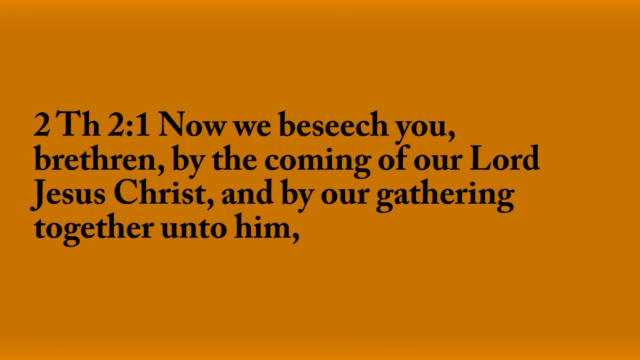 2 Th 2:1 Now we beseech you,
brethren, by the coming of our Lord
Jesus Christ, and by our gathering
together unto him,